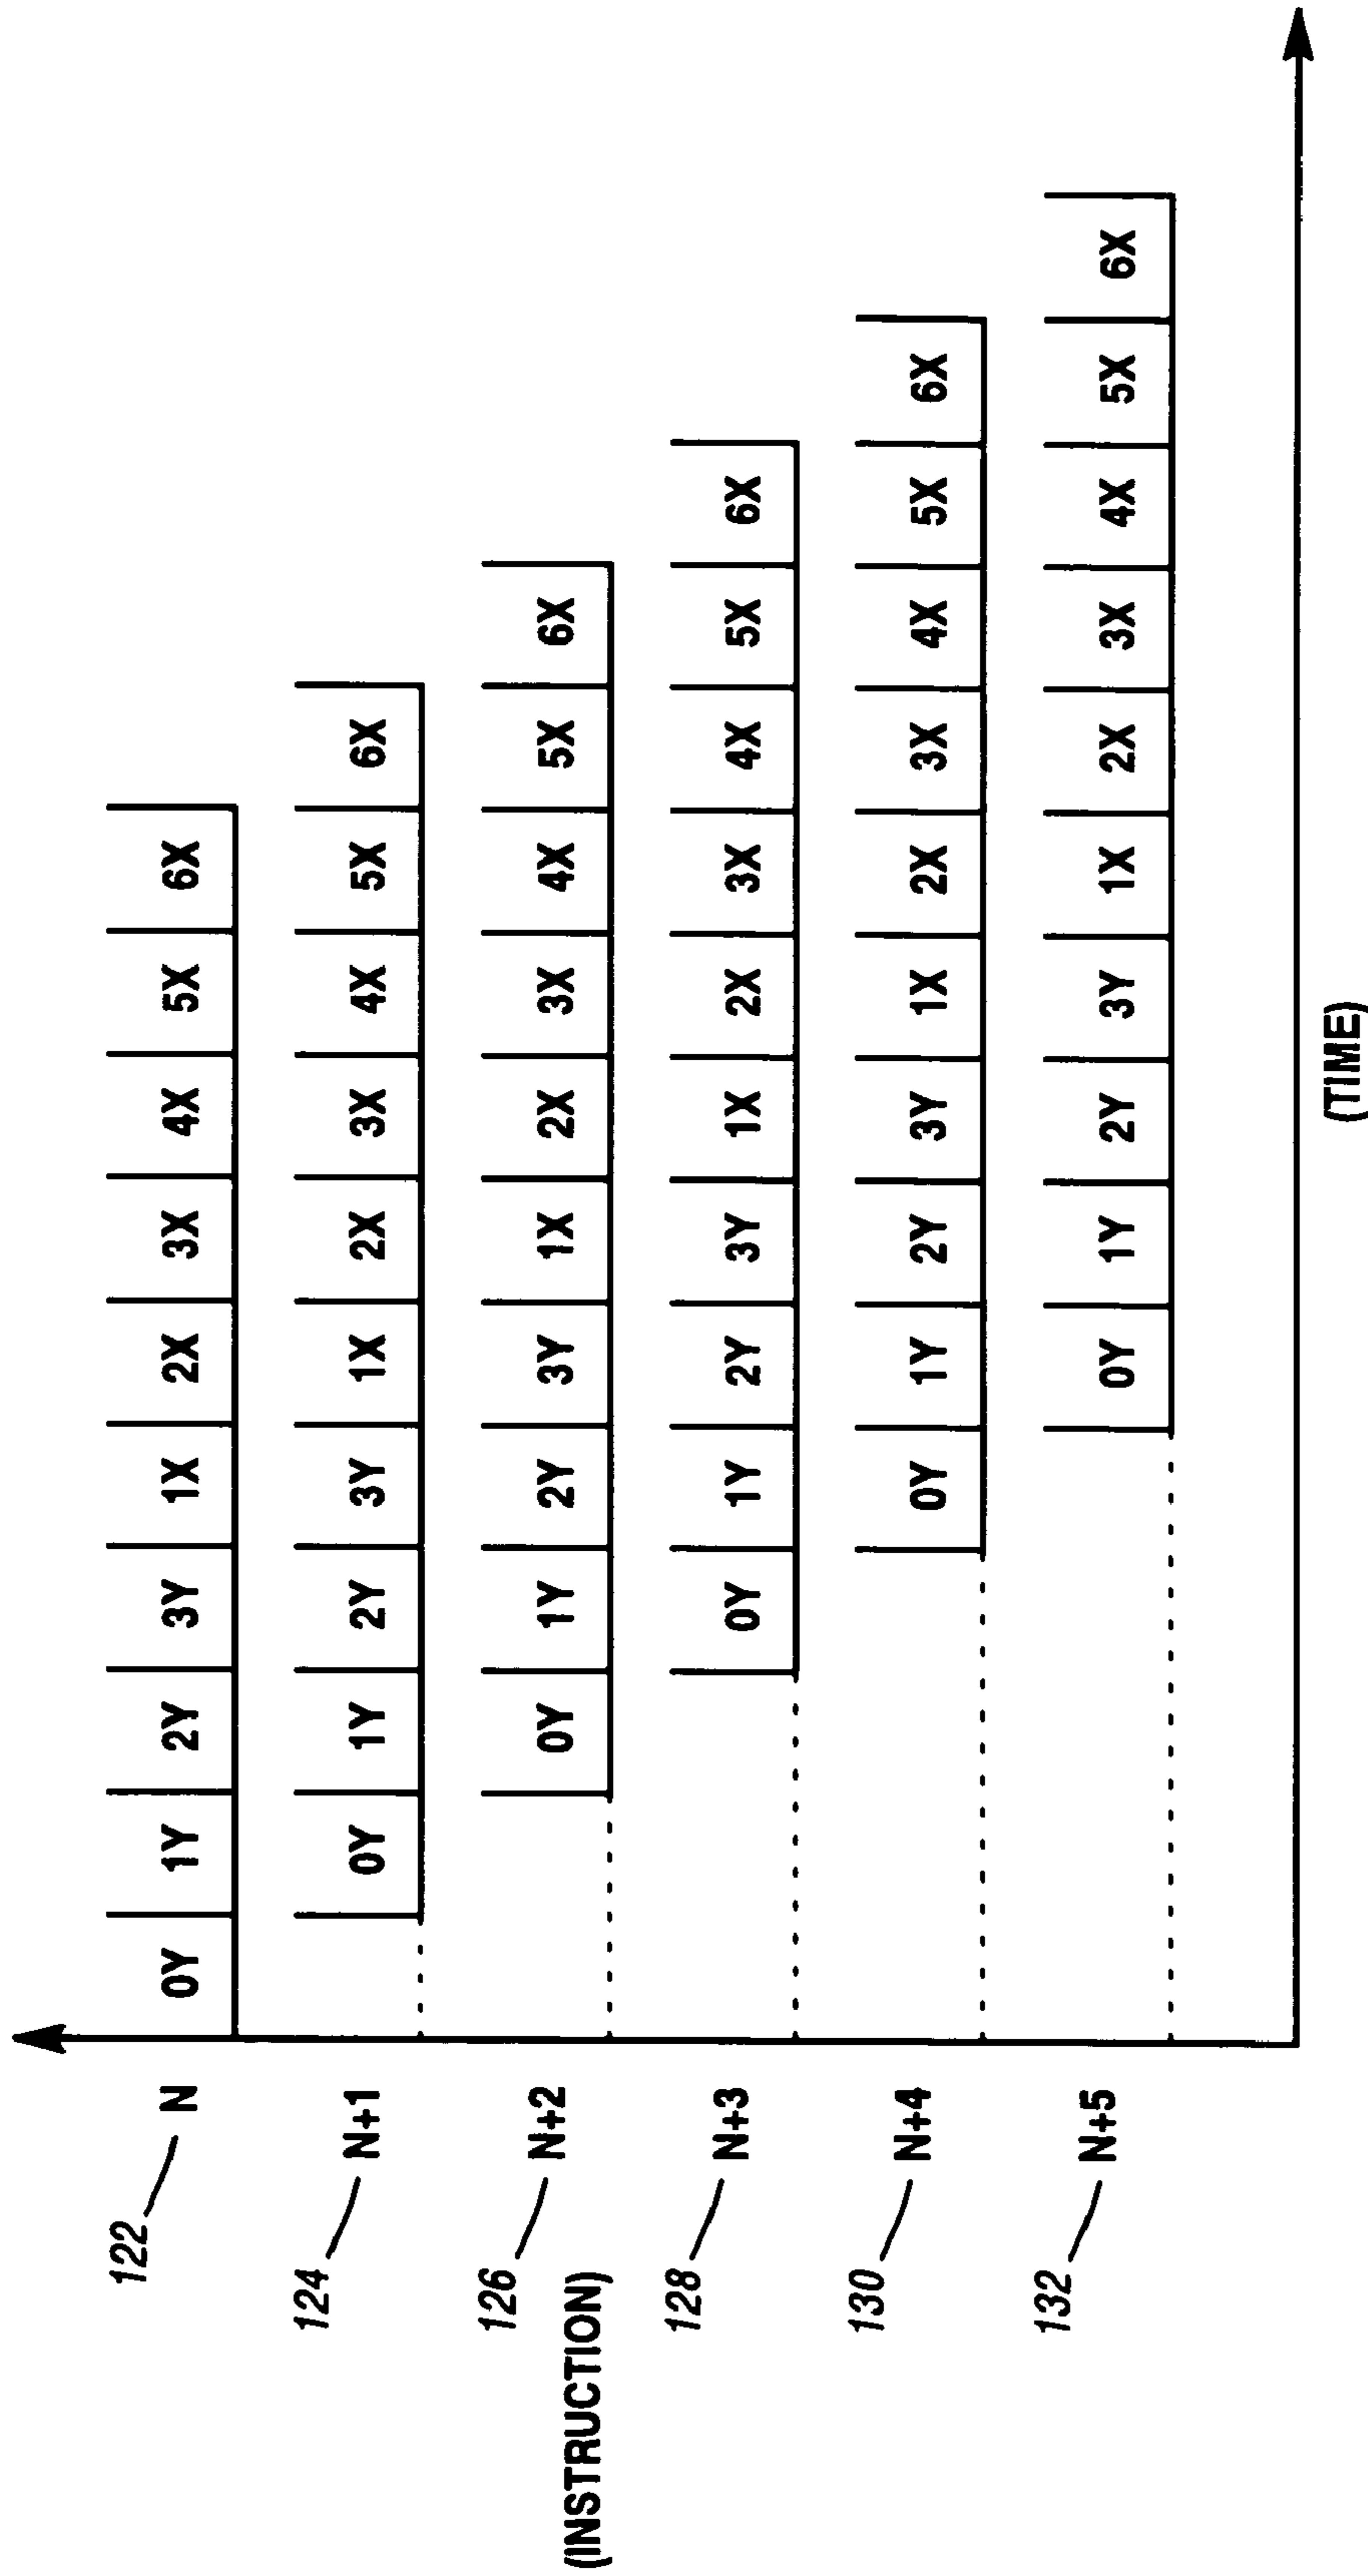 122 N 0Y 1Y 2Y 3Y 1X 2X 3X 4X 5X 6X
124 N+1 0Y 1Y 2Y 3Y 1X 2X 3X 4X 5X 6X
126 N+2 0Y 1Y 2Y 3Y 1X 2X 3X 4X 5X 6X
(INSTRUCTION)
128 N+3 0Y 1Y 2Y 3Y 1X 2X 3X 4X 5X 6X
130 N+4 0Y 1Y 2Y 3Y 1X 2X 3X 4X 5X 6X
132 N+5 0Y 1Y 2Y 3Y 1X 2X 3X 4X 5X 6X
(TIME)